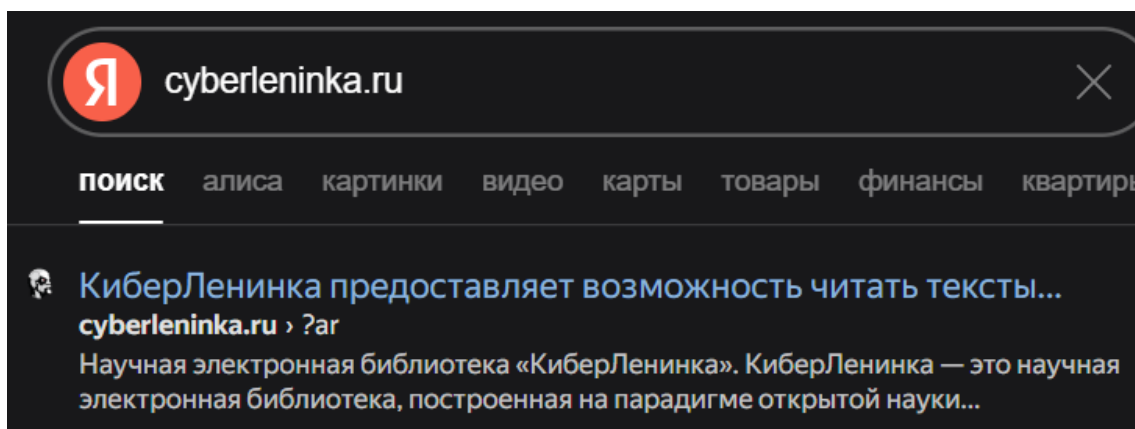 Я cyberleninka.ru
поиск алиса картинки видео карты товары финансы
КиберЛенинка предоставляет возможность читать тексты...
cyberleninka.ru › ?ar
Научная электронная библиотека «КиберЛенинка». КиберЛенинка — это научная
электронная библиотека, построенная на парадигме открытой науки...